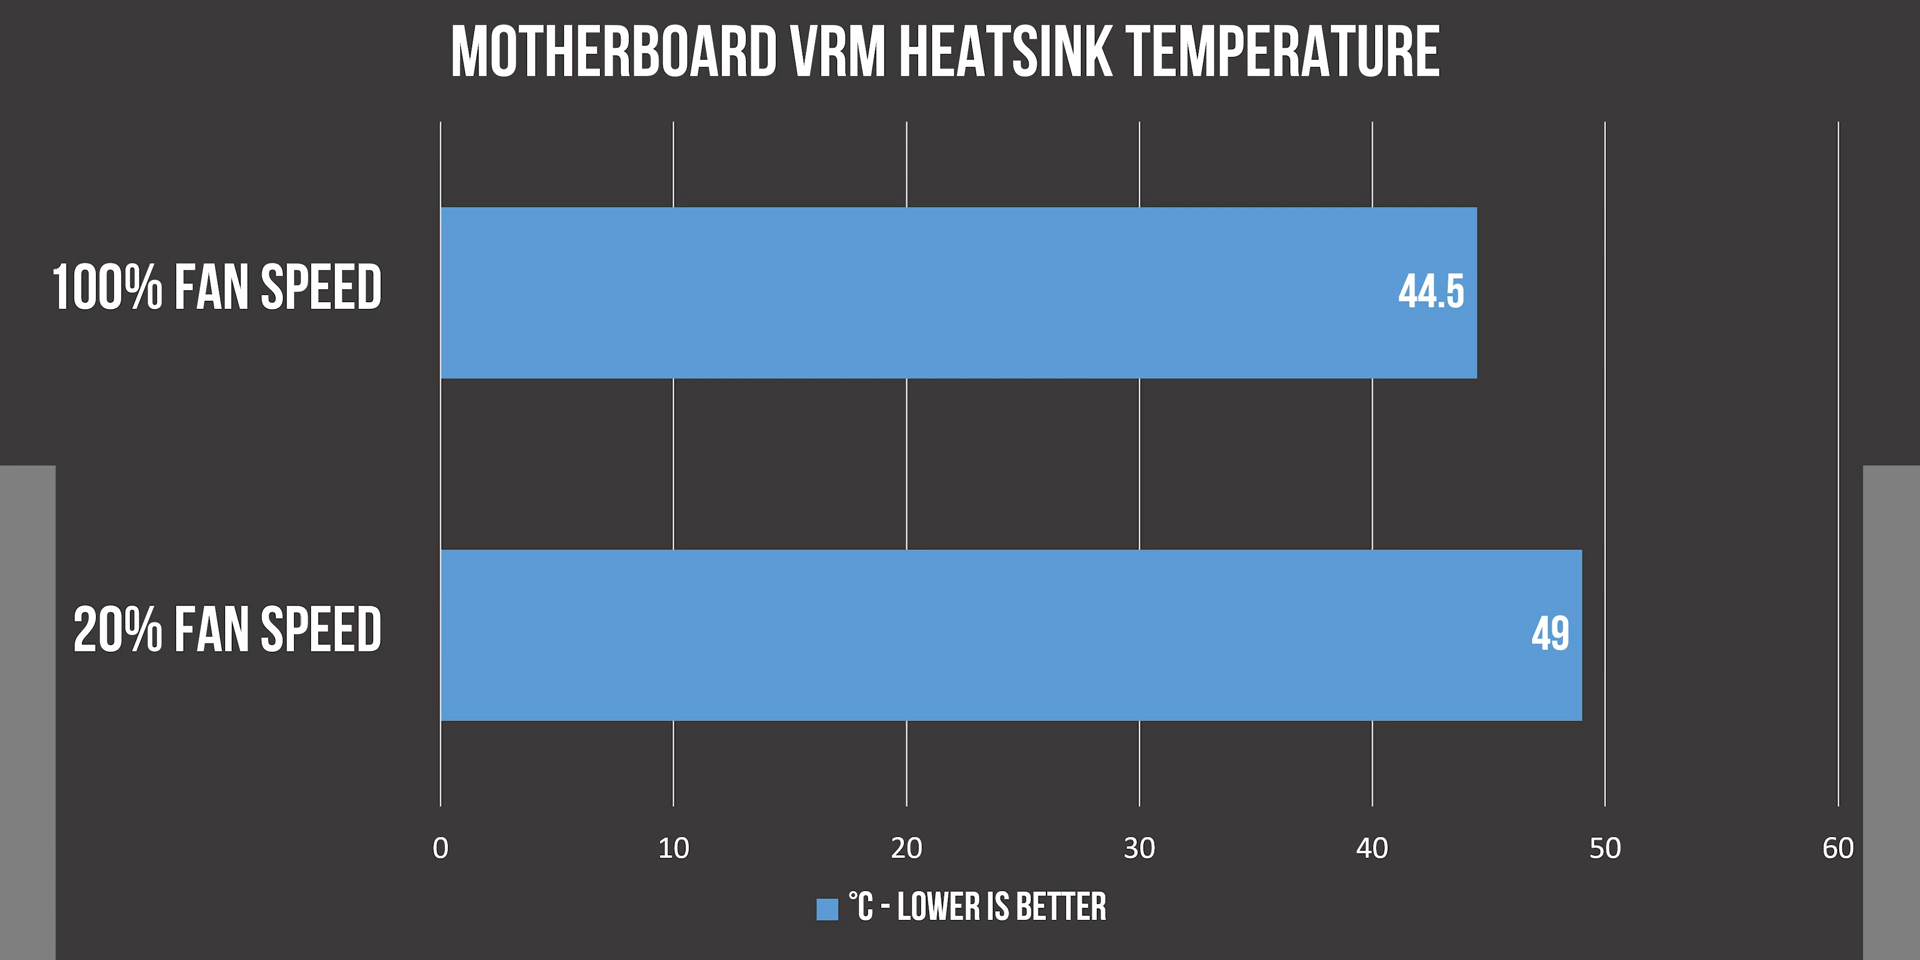 MOTHERBOARD VRM HEATSINK TEMPERATURE
100% FAN SPEED
44.5
20% FAN SPEED
49
0 10 20 30 40 50 60
°C - LOWER IS BETTER